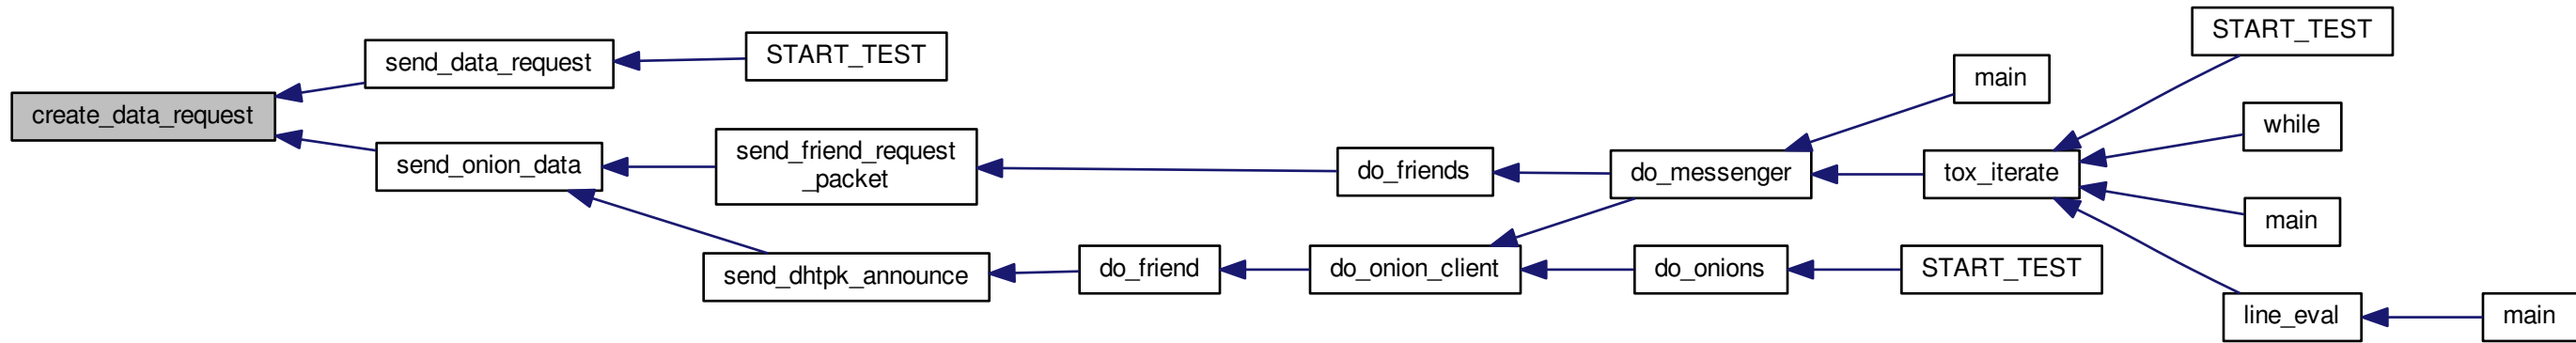 create_data_request
send_data_request
START_TEST
send_onion_data
send_friend_request
_packet
do_friends
do_messenger
main
tox_iterate
START_TEST
while
main
send_dhtpk_announce
do_friend
do_onion_client
do_onions
START_TEST
line_eval
main